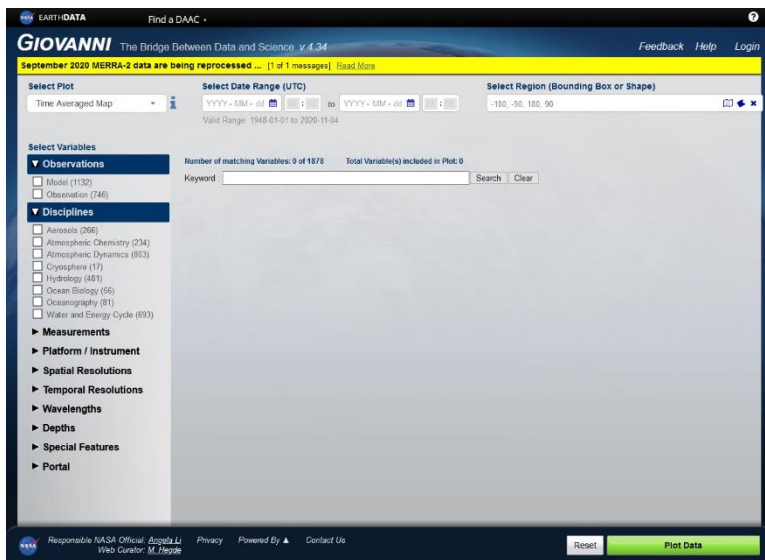 NASA EARTHDATA Find a DAAC
GIOVANNI The Bridge Between Data and Science v 4.34 Feedback Help Login
September 2020 MERRA-2 data are being reprocessed ... [1 of 1 messages] Read More
Select Plot Select Date Range (UTC) Select Region (Bounding Box or Shape)
Time Averaged Map YYYY - MM - dd : to YYYY - MM - dd : -180, -90, 180, 90
Valid Range: 1948-01-01 to 2020-11-04
Select Variables
▼ Observations Number of matching Variables: 0 of 1878 Total Variable(s) included in Plot: 0
Keyword : Search Clear
Model (1132)
Observation (746)
▼ Disciplines
Aerosols (266)
Atmospheric Chemistry (234)
Atmospheric Dynamics (803)
Cryosphere (17)
Hydrology (481)
Ocean Biology (56)
Oceanography (81)
Water and Energy Cycle (693)
► Measurements
► Platform / Instrument
► Spatial Resolutions
► Temporal Resolutions
► Wavelengths
► Depths
► Special Features
► Portal
NASA Responsible NASA Official: Angela Li Privacy Powered By ▲ Contact Us
Web Curator: M. Hegde
Reset Plot Data